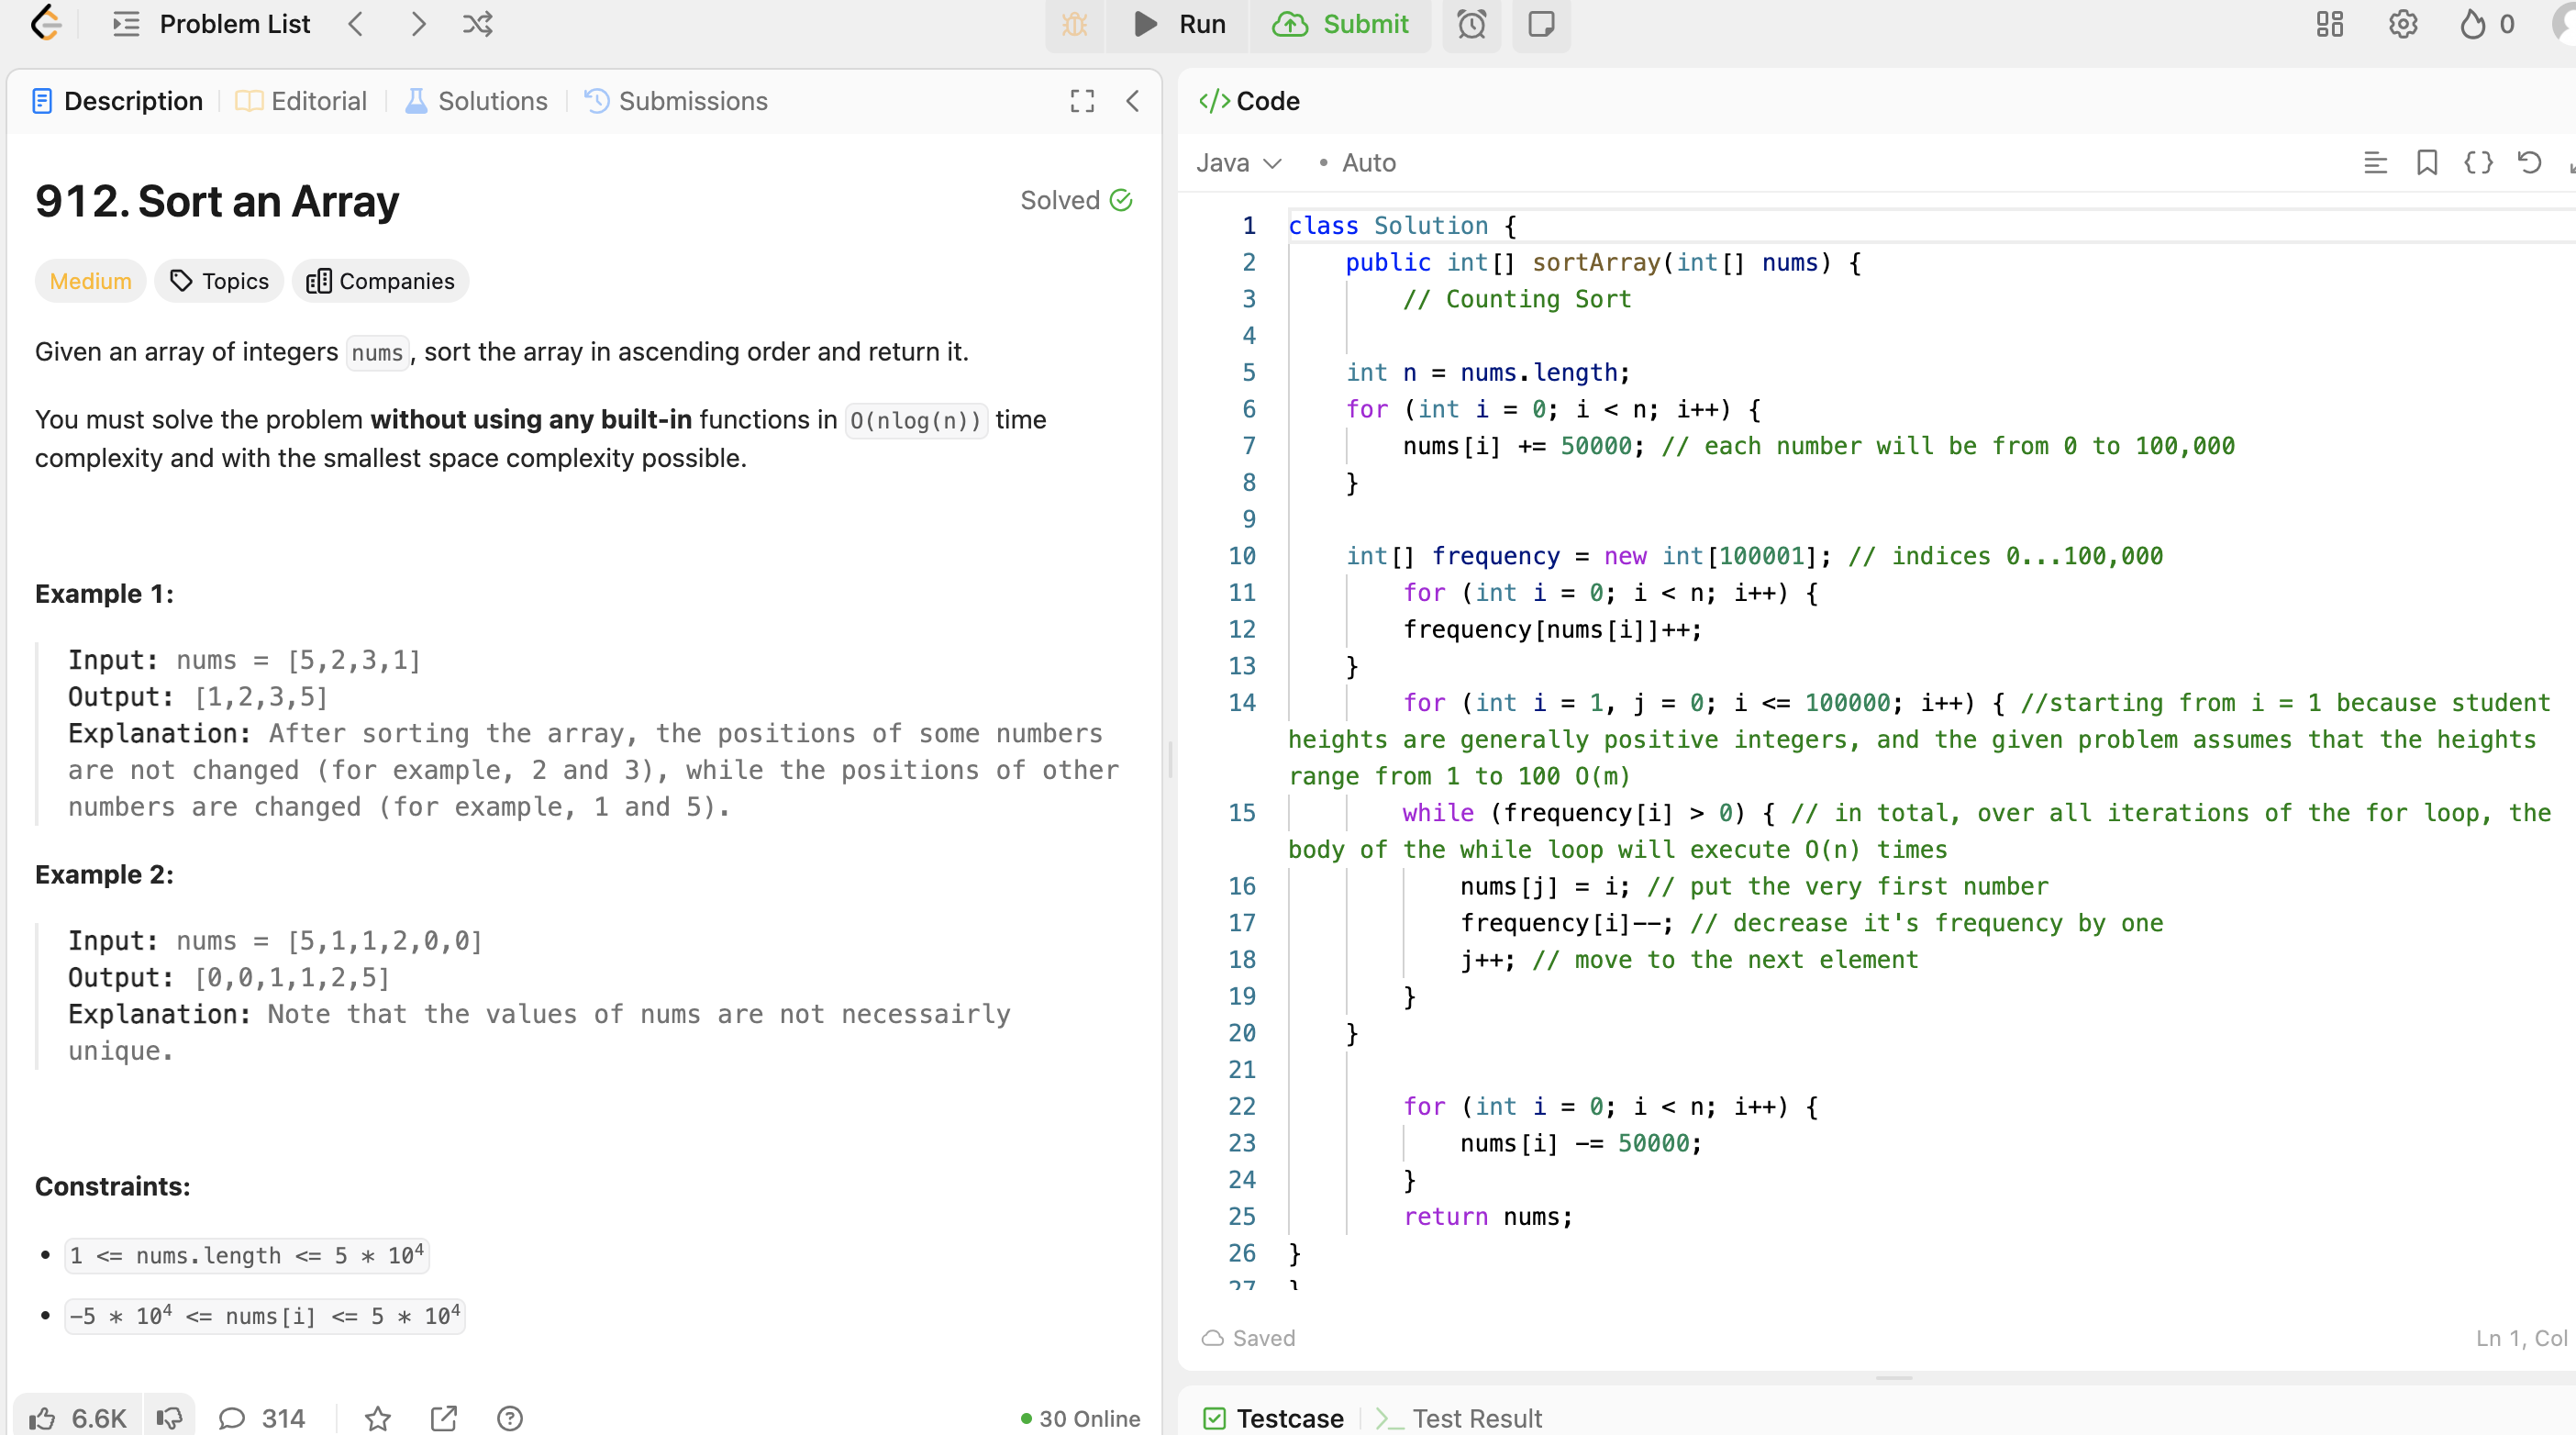 Problem List
Run
Submit
0
Description
Editorial
Solutions
Submissions
912. Sort an Array
Solved
Medium
Topics
Companies
Given an array of integers nums, sort the array in ascending order and return it.
You must solve the problem without using any built-in functions in O(nlog(n)) time
complexity and with the smallest space complexity possible.
Example 1:
Input: nums = [5,2,3,1]
Output: [1,2,3,5]
Explanation: After sorting the array, the positions of some numbers
are not changed (for example, 2 and 3), while the positions of other
numbers are changed (for example, 1 and 5).
Example 2:
Input: nums = [5,1,1,2,0,0]
Output: [0,0,1,1,2,5]
Explanation: Note that the values of nums are not necessairly
unique.
Constraints:
• 1 <= nums.length <= 5 * 10⁴
• -5 * 10⁴ <= nums[i] <= 5 * 10⁴
6.6K
314
30 Online
</> Code
Java
• Auto
1 class Solution {
2 public int[] sortArray(int[] nums) {
3 // Counting Sort
4
5 int n = nums.length;
6 for (int i = 0; i < n; i++) {
7 nums[i] += 50000; // each number will be from 0 to 100,000
8 }
9
10 int[] frequency = new int[100001]; // indices 0...100,000
11 for (int i = 0; i < n; i++) {
12 frequency[nums[i]]++;
13 }
14 for (int i = 1, j = 0; i <= 100000; i++) { //starting from i = 1 because student
heights are generally positive integers, and the given problem assumes that the heights
range from 1 to 100 O(m)
15 while (frequency[i] > 0) { // in total, over all iterations of the for loop, the
body of the while loop will execute O(n) times
16 nums[j] = i; // put the very first number
17 frequency[i]--; // decrease it's frequency by one
18 j++; // move to the next element
19 }
20 }
21
22 for (int i = 0; i < n; i++) {
23 nums[i] -= 50000;
24 }
25 return nums;
26 }
27 }
Saved
Ln 1, Col
Testcase
Test Result